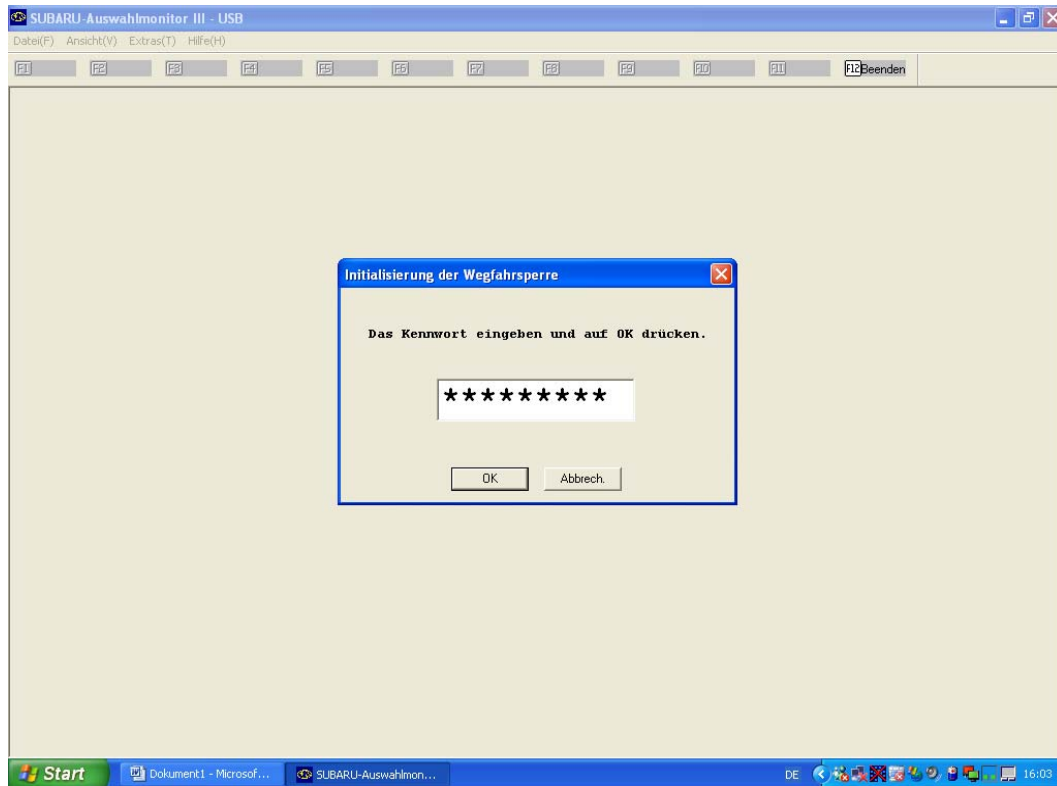 SUBARU-Auswahlmonitor III - USB
Datei(F) Ansicht(V) Extras(T) Hilfe(H)
F1 F2 F3 F4 F5 F6 F7 F8 F9 F10 F11 F12 Beenden
Initialisierung der Wegfahrsperre
Das Kennwort eingeben und auf OK drücken.
*********
OK Abbrech.
Start Dokument1 - Microsof... SUBARU-Auswahlmon... DE 16:03